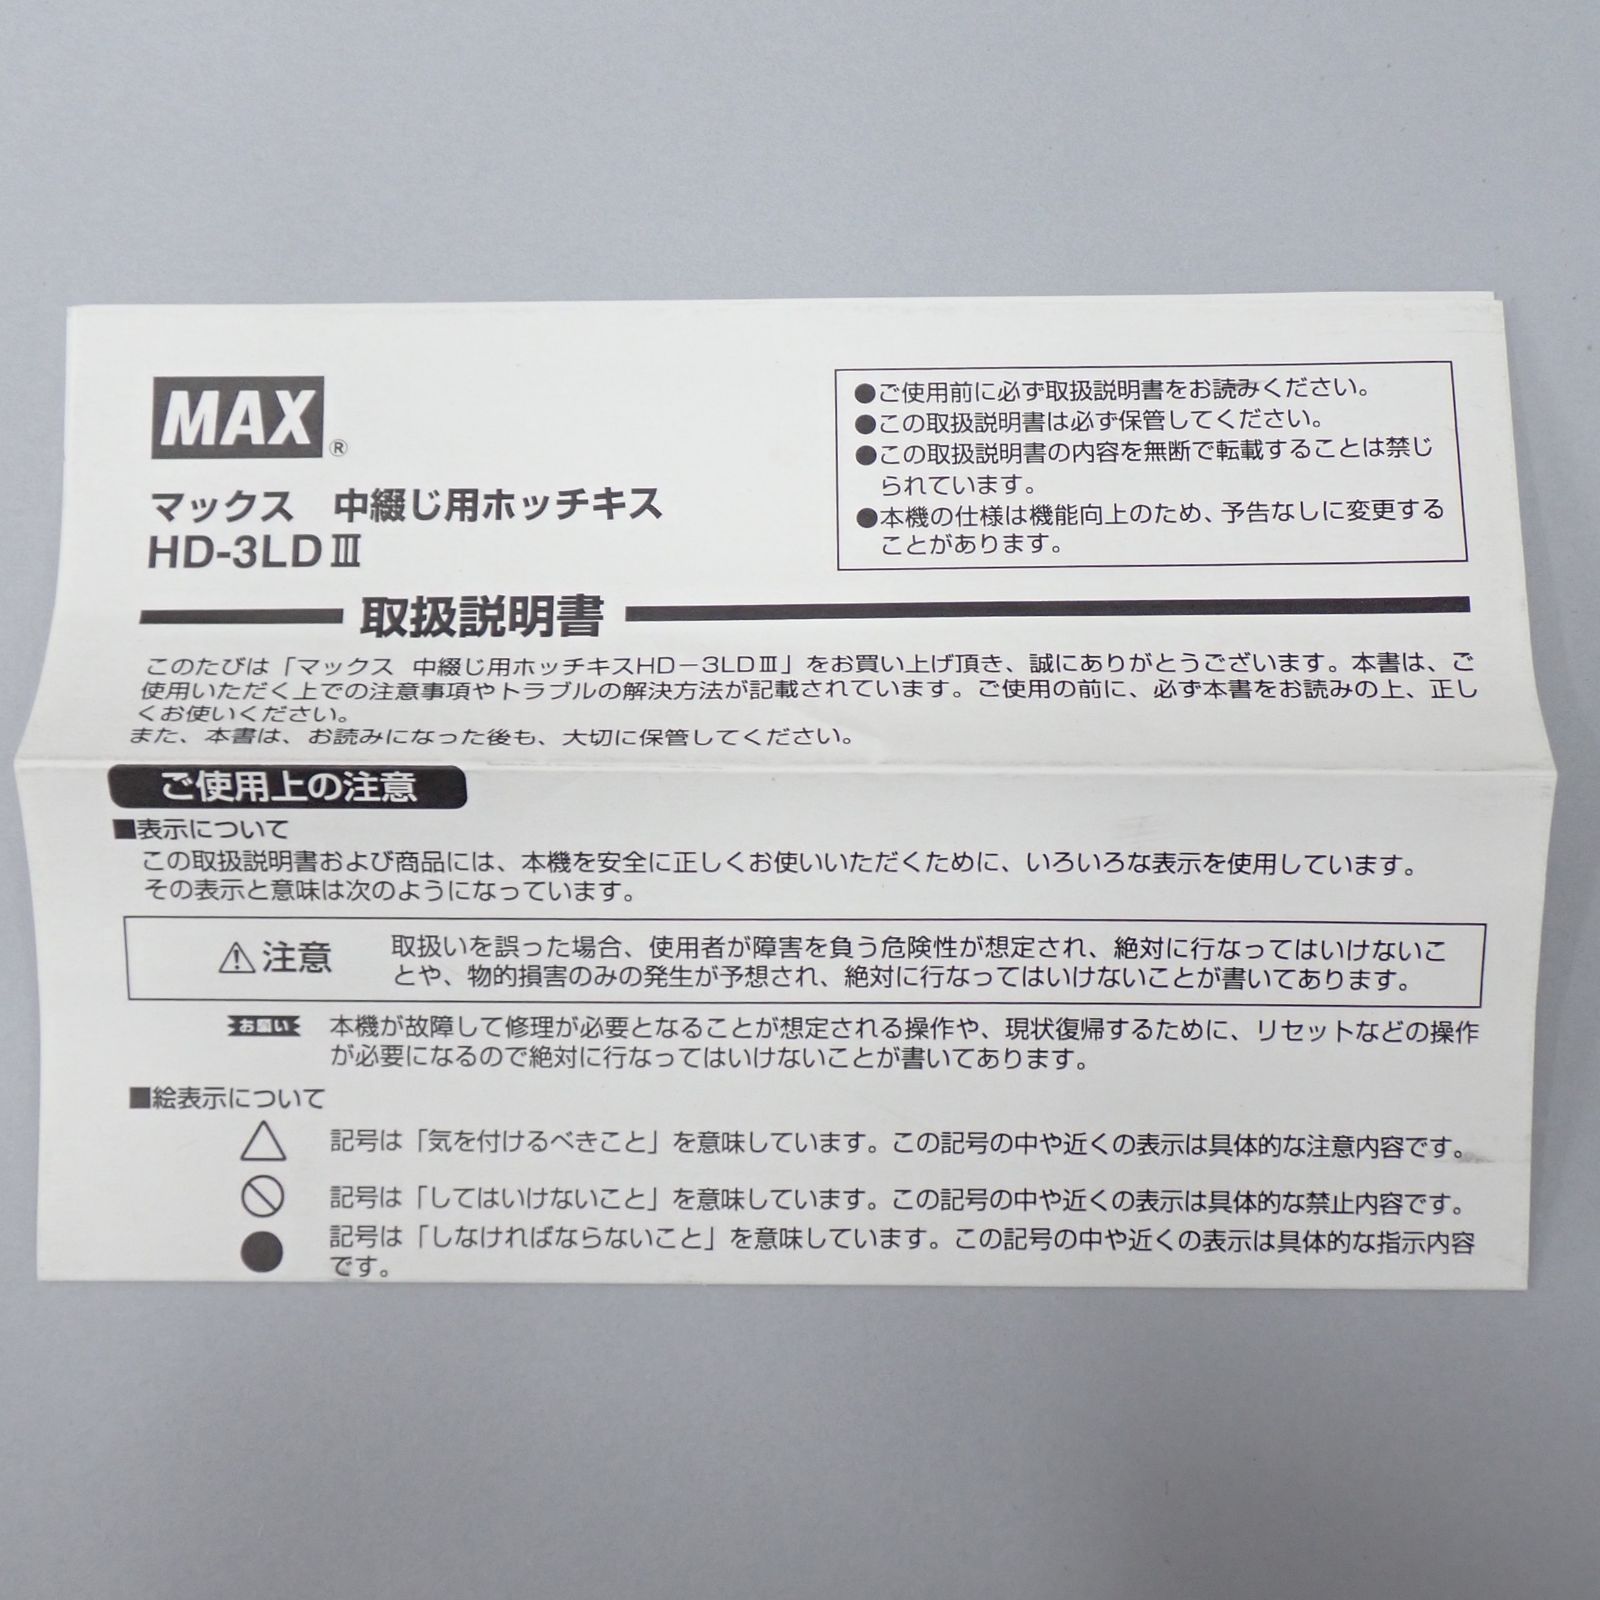 MAX®
マックス 中綴じ用ホッチキス
HD-3LDⅢ
●ご使用前に必ず取扱説明書をお読みください。
●この取扱説明書は必ず保管してください。
●この取扱説明書の内容を無断で転載することは禁じ
られています。
●本機の仕様は機能向上のため、予告なしに変更する
ことがあります。
取扱説明書
このたびは「マックス 中綴じ用ホッチキスHD－3LDⅢ」をお買い上げ頂き、誠にありがとうございます。本書は、ご
使用いただく上での注意事項やトラブルの解決方法が記載されています。ご使用の前に、必ず本書をお読みの上、正し
くお使いください。
また、本書は、お読みになった後も、大切に保管してください。
ご使用上の注意
■表示について
この取扱説明書および商品には、本機を安全に正しくお使いいただくために、いろいろな表示を使用しています。
その表示と意味は次のようになっています。
⚠注意 取扱いを誤った場合、使用者が障害を負う危険性が想定され、絶対に行なってはいけないこ
とや、物的損害のみの発生が予想され、絶対に行なってはいけないことが書いてあります。
お願い 本機が故障して修理が必要となることが想定される操作や、現状復帰するために、リセットなどの操作
が必要になるので絶対に行なってはいけないことが書いてあります。
■絵表示について
記号は「気を付けるべきこと」を意味しています。この記号の中や近くの表示は具体的な注意内容です。
記号は「してはいけないこと」を意味しています。この記号の中や近くの表示は具体的な禁止内容です。
記号は「しなければならないこと」を意味しています。この記号の中や近くの表示は具体的な指示内容
です。